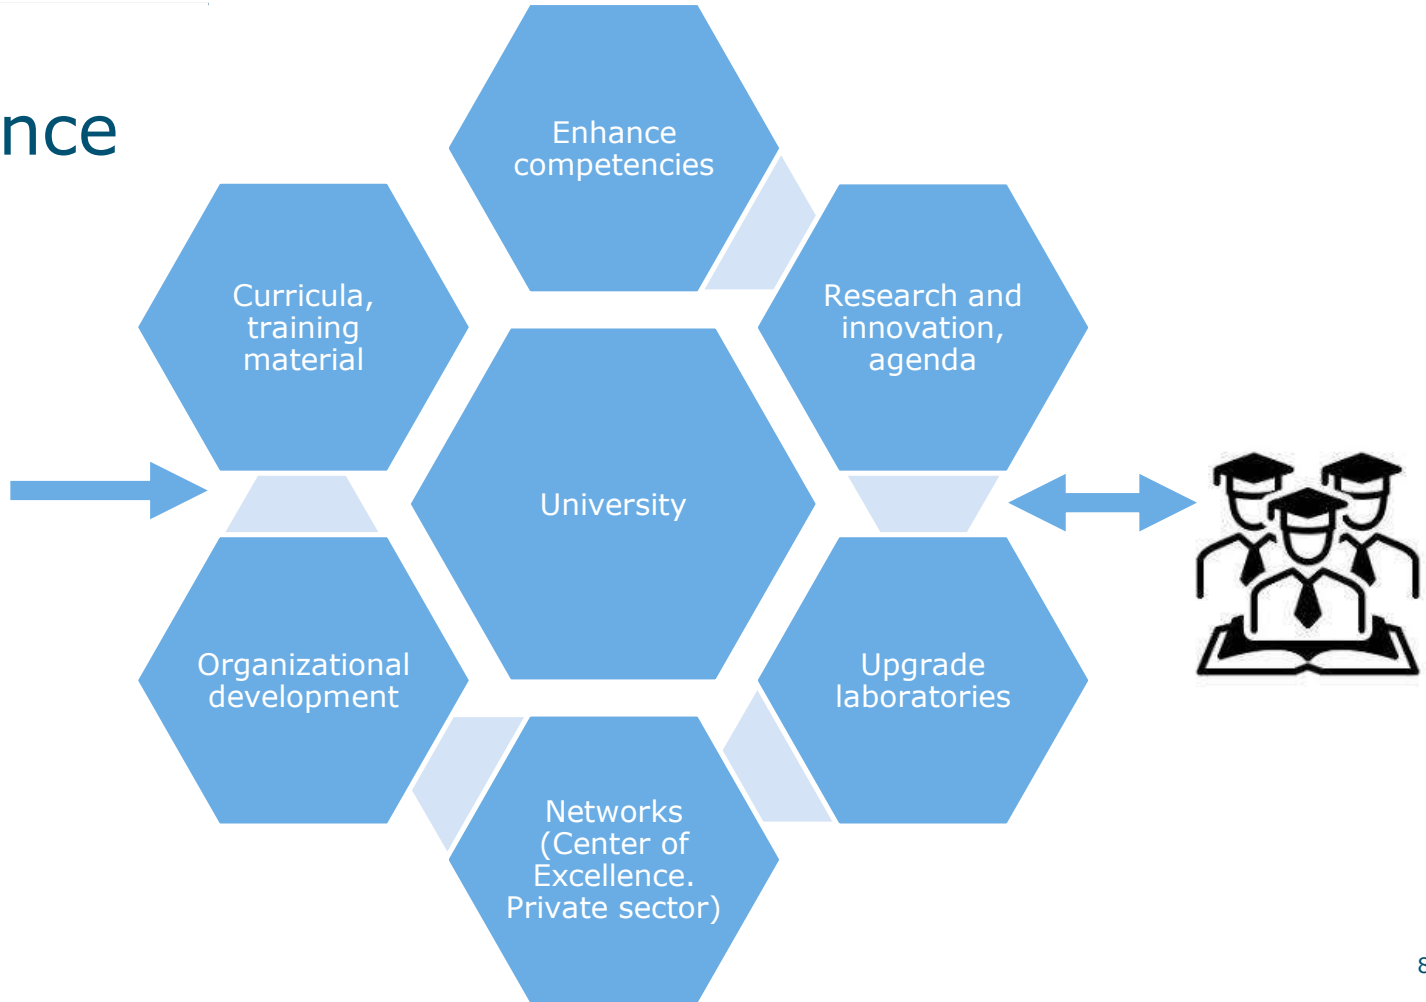 nce
Enhance
competencies
Curricula,
training
material
Research and
innovation,
agenda
University
Organizational
development
Upgrade
laboratories
Networks
(Center of
Excellence.
Private sector)
8